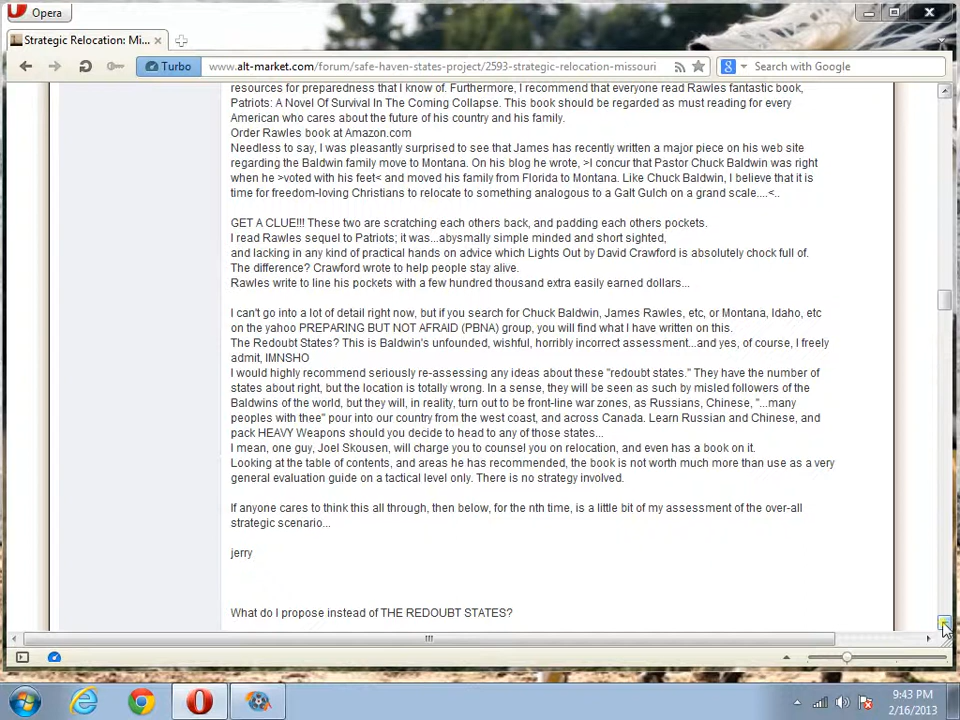 Opera
Strategic Relocation: Mi...
Turbo
www.alt-market.com/forum/safe-haven-states-project/2593-strategic-relocation-missouri
Search with Google
resources for preparedness that I know of. Furthermore, I recommend that everyone read Rawles fantastic book,
Patriots: A Novel Of Survival In The Coming Collapse. This book should be regarded as must reading for every
American who cares about the future of his country and his family.
Order Rawles book at Amazon.com
Needless to say, I was pleasantly surprised to see that James has recently written a major piece on his web site
regarding the Baldwin family move to Montana. On his blog he wrote, >I concur that Pastor Chuck Baldwin was right
when he >voted with his feet< and moved his family from Florida to Montana. Like Chuck Baldwin, I believe that it is
time for freedom-loving Christians to relocate to something analogous to a Galt Gulch on a grand scale....<..
GET A CLUE!!! These two are scratching each others back, and padding each others pockets.
I read Rawles sequel to Patriots; it was...abysmally simple minded and short sighted,
and lacking in any kind of practical hands on advice which Lights Out by David Crawford is absolutely chock full of.
The difference? Crawford wrote to help people stay alive.
Rawles write to line his pockets with a few hundred thousand extra easily earned dollars...
I can't go into a lot of detail right now, but if you search for Chuck Baldwin, James Rawles, etc, or Montana, Idaho, etc
on the yahoo PREPARING BUT NOT AFRAID (PBNA) group, you will find what I have written on this.
The Redoubt States? This is Baldwin's unfounded, wishful, horribly incorrect assessment...and yes, of course, I freely
admit, IMNSHO
I would highly recommend seriously re-assessing any ideas about these "redoubt states." They have the number of
states about right, but the location is totally wrong. In a sense, they will be seen as such by misled followers of the
Baldwins of the world, but they will, in reality, turn out to be front-line war zones, as Russians, Chinese, "...many
peoples with thee" pour into our country from the west coast, and across Canada. Learn Russian and Chinese, and
pack HEAVY Weapons should you decide to head to any of those states...
I mean, one guy, Joel Skousen, will charge you to counsel you on relocation, and even has a book on it.
Looking at the table of contents, and areas he has recommended, the book is not worth much more than use as a very
general evaluation guide on a tactical level only. There is no strategy involved.
If anyone cares to think this all through, then below, for the nth time, is a little bit of my assessment of the over-all
strategic scenario...
jerry
What do I propose instead of THE REDOUBT STATES?
9:43 PM
2/16/2013